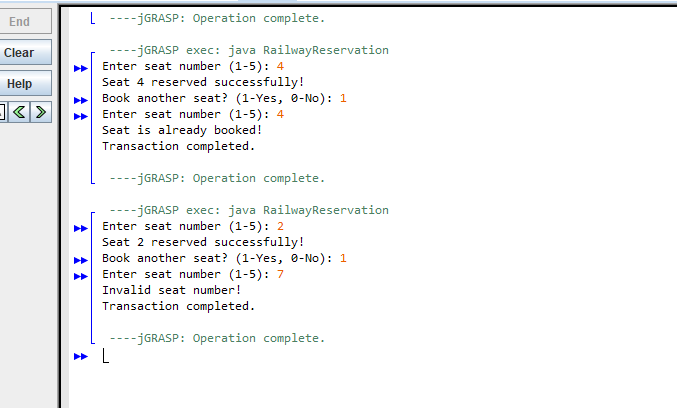 End
Clear
Help
----jGRASP: Operation complete.
----jGRASP exec: java RailwayReservation
Enter seat number (1-5): 4
Seat 4 reserved successfully!
Book another seat? (1-Yes, 0-No): 1
Enter seat number (1-5): 4
Seat is already booked!
Transaction completed.
----jGRASP: Operation complete.
----jGRASP exec: java RailwayReservation
Enter seat number (1-5): 2
Seat 2 reserved successfully!
Book another seat? (1-Yes, 0-No): 1
Enter seat number (1-5): 7
Invalid seat number!
Transaction completed.
----jGRASP: Operation complete.